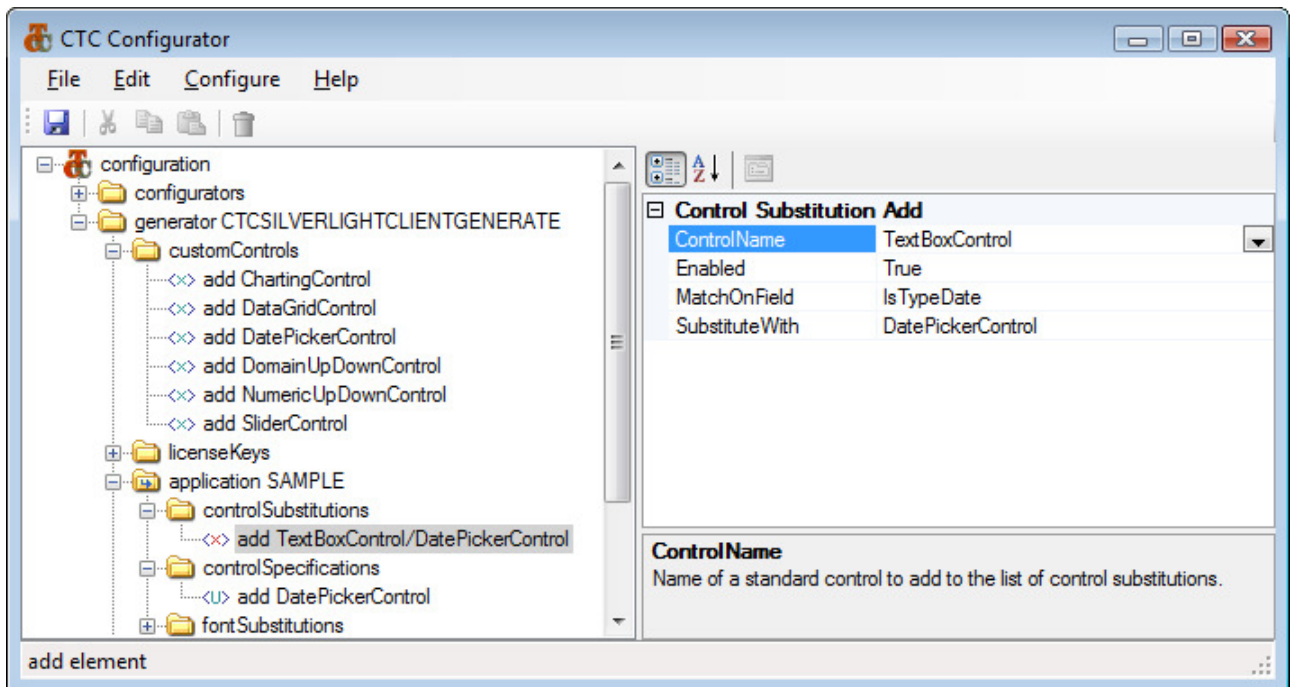 CTC Configurator
File Edit Configure Help
configuration
configurators
generator CTCSILVERLIGHTCLIENTGENERATE
customControls
<x> add ChartingControl
<x> add DataGridControl
<x> add DatePickerControl
<x> add DomainUpDownControl
<x> add NumericUpDownControl
<x> add SliderControl
licenseKeys
application SAMPLE
controlSubstitutions
<x> add TextBoxControl/DatePickerControl
controlSpecifications
<U> add DatePickerControl
fontSubstitutions
A
Z
Control Substitution Add
ControlName TextBoxControl
Enabled True
MatchOnField IsTypeDate
SubstituteWith DatePickerControl
ControlName
Name of a standard control to add to the list of control substitutions.
add element